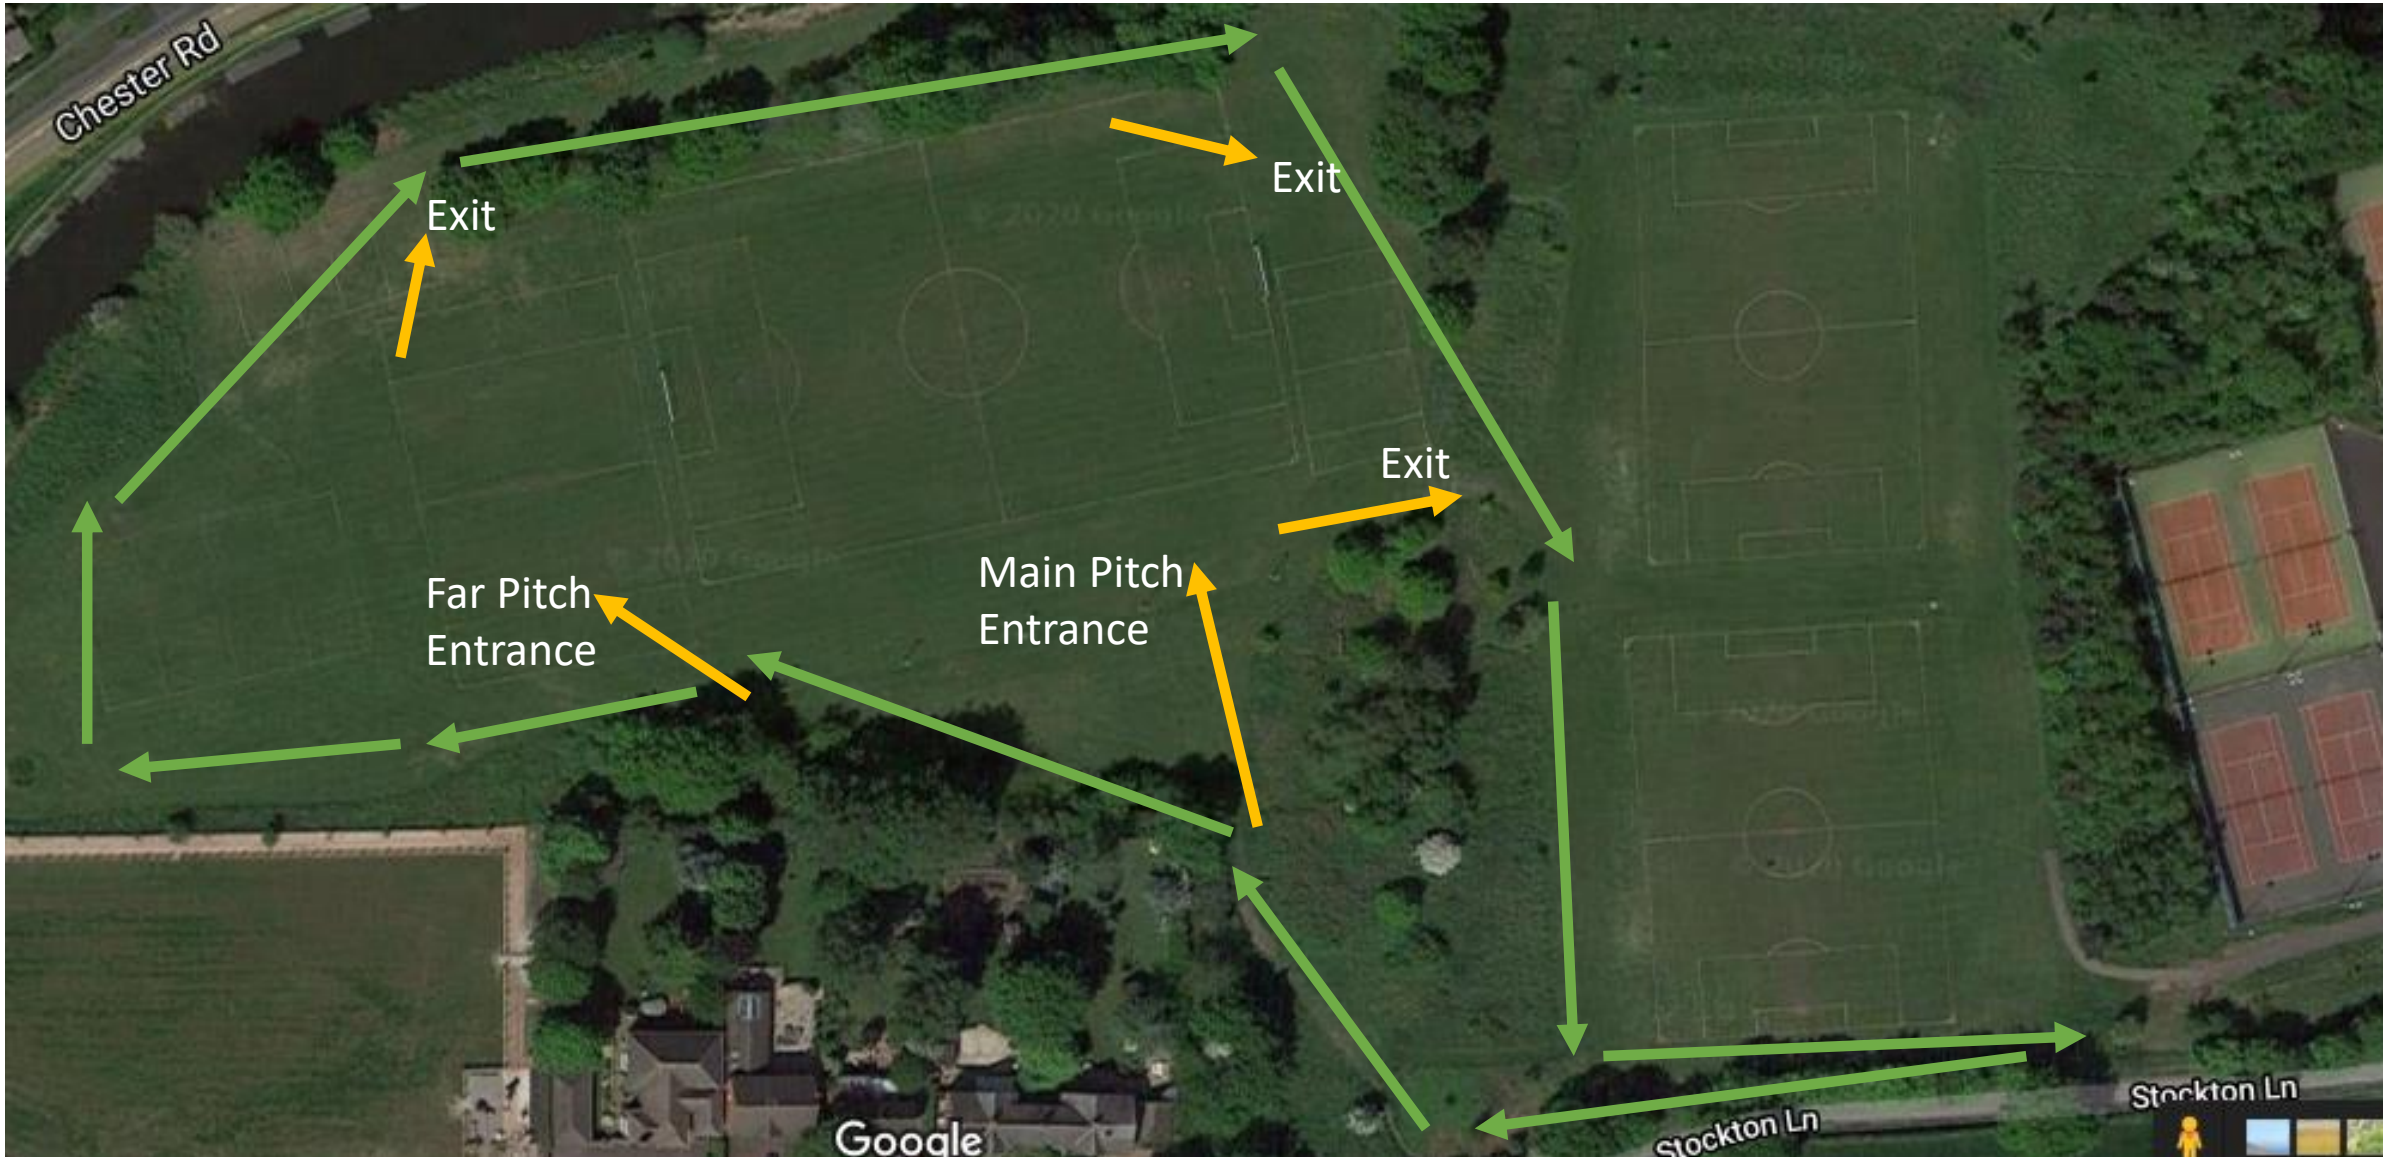 Chester Rd
Exit
Exit
Exit
Far Pitch
Entrance
Main Pitch
Entrance
Stockton Ln
Stockton Ln
Google